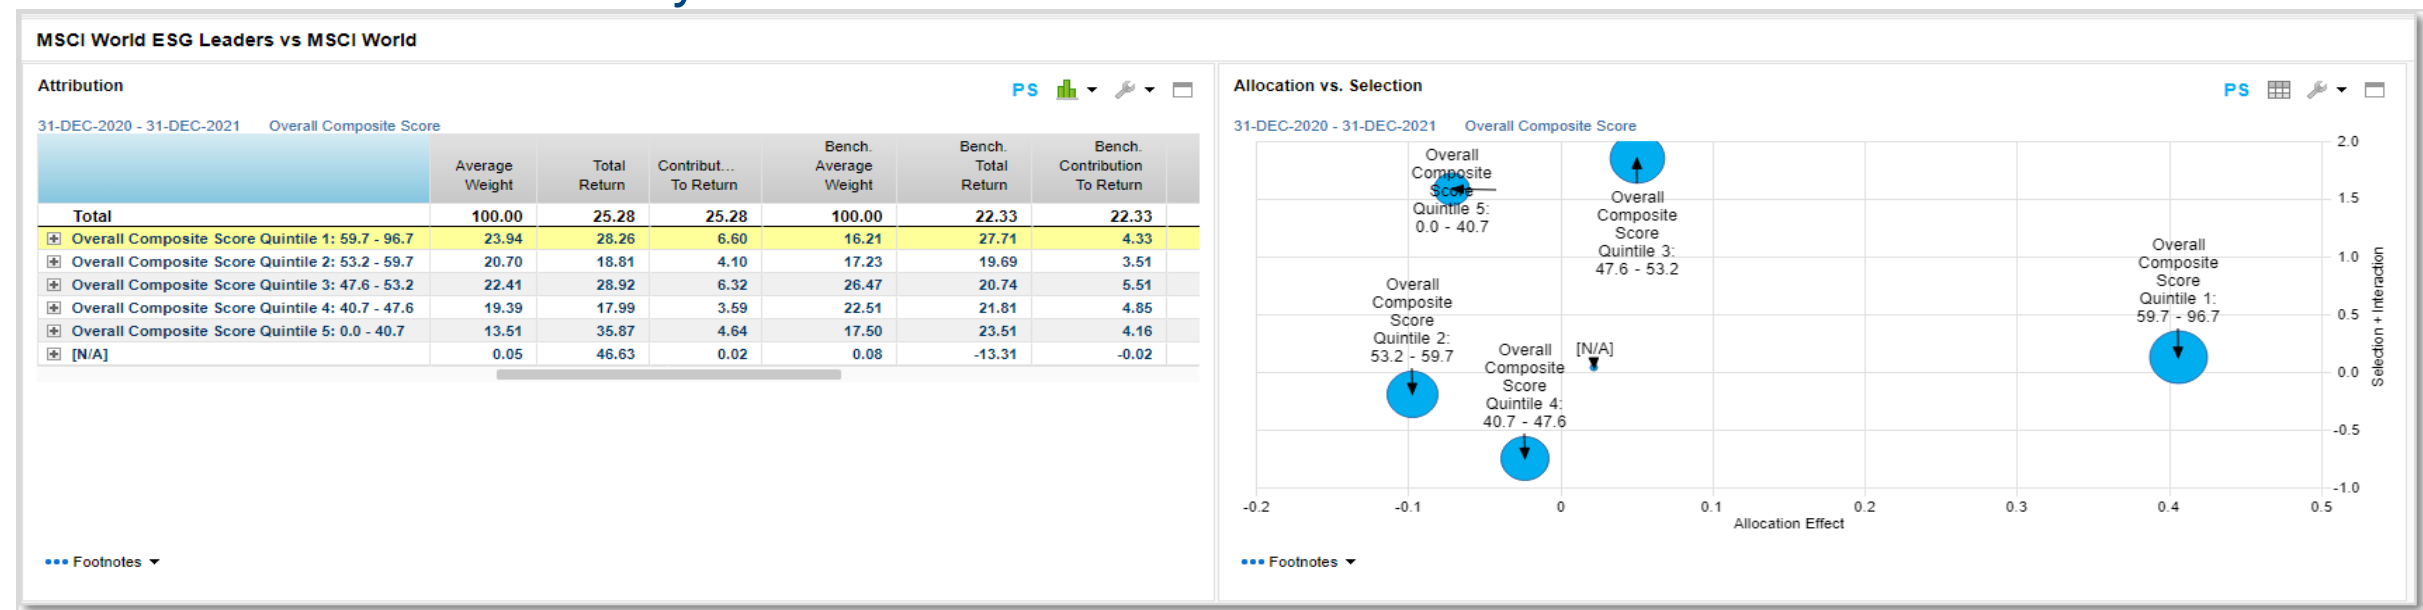 MSCI World ESG Leaders vs MSCI World
Attribution
PS
31-DEC-2020 - 31-DEC-2021 Overall Composite Score
Average Weight Total Return Contribut... To Return Bench. Average Weight Bench. Total Return Bench. Contribution To Return
Total 100.00 25.28 25.28 100.00 22.33 22.33
Overall Composite Score Quintile 1: 59.7 - 96.7 23.94 28.26 6.60 16.21 27.71 4.33
Overall Composite Score Quintile 2: 53.2 - 59.7 20.70 18.81 4.10 17.23 19.69 3.51
Overall Composite Score Quintile 3: 47.6 - 53.2 22.41 28.92 6.32 26.47 20.74 5.51
Overall Composite Score Quintile 4: 40.7 - 47.6 19.39 17.99 3.59 22.51 21.81 4.85
Overall Composite Score Quintile 5: 0.0 - 40.7 13.51 35.87 4.64 17.50 23.51 4.16
[N/A] 0.05 46.63 0.02 0.08 -13.31 -0.02
Footnotes
Allocation vs. Selection
PS
31-DEC-2020 - 31-DEC-2021 Overall Composite Score
Overall
Composite
Score
Quintile 5:
0.0 - 40.7
Overall
Composite
Score
Quintile 3:
47.6 - 53.2
Overall
Composite
Score
Quintile 1:
59.7 - 96.7
Overall
Composite
Score
Quintile 2:
53.2 - 59.7
Overall
Composite
Score
Quintile 4:
40.7 - 47.6
[N/A]
2.0
1.5
1.0
0.5
0.0
-0.5
-1.0
Selection + Interaction
-0.2 -0.1 0 0.1 0.2 0.3 0.4 0.5
Allocation Effect
Footnotes